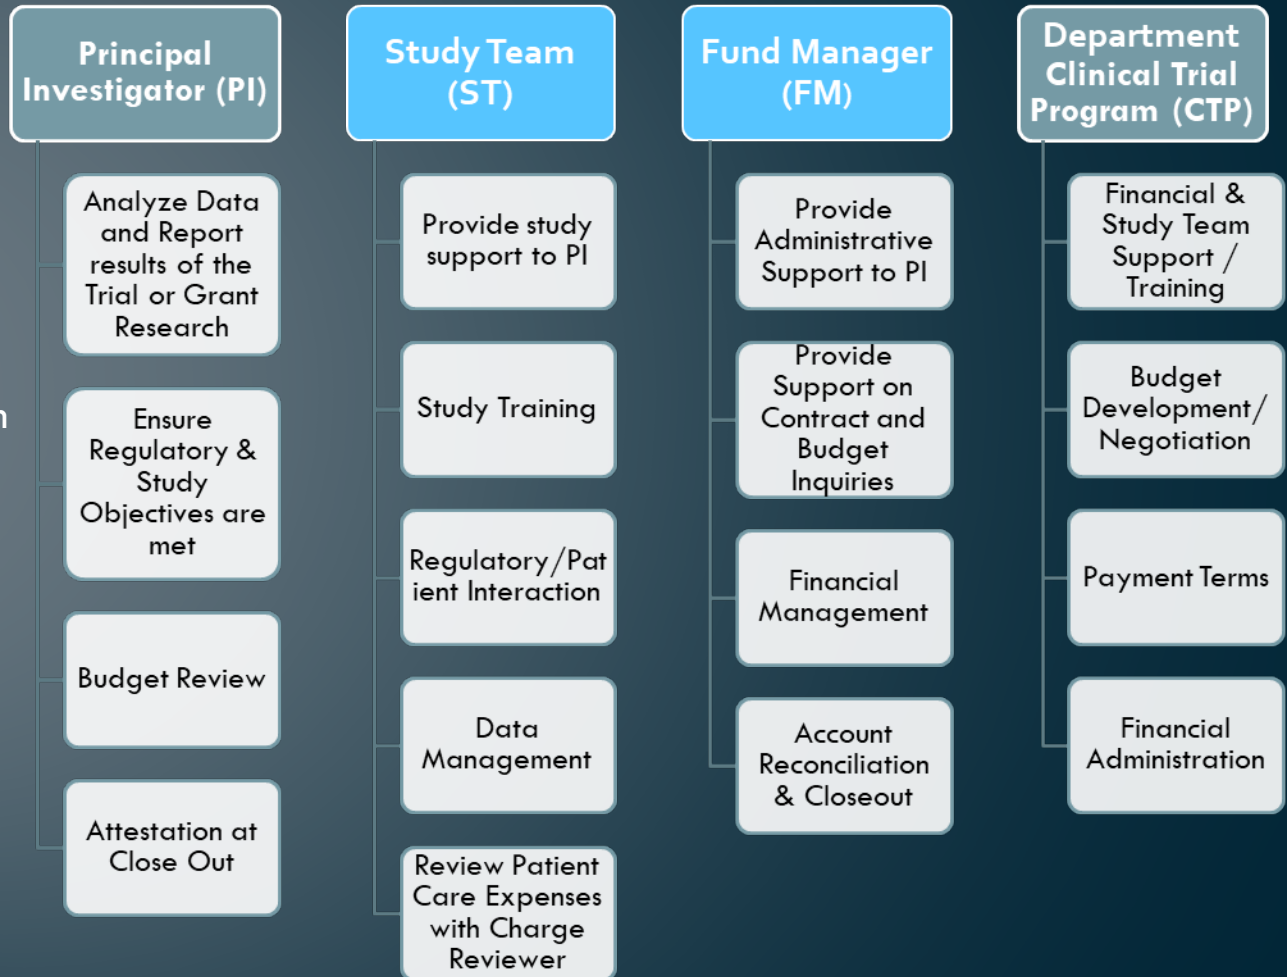 Principal
Investigator (PI)
Analyze Data
and Report
results of the
Trial or Grant
Research
Ensure
Regulatory &
Study
Objectives are
met
Budget Review
Attestation at
Close Out
Study Team
(ST)
Provide study
support to PI
Study Training
Regulatory/Pat
ient Interaction
Data
Management
Review Patient
Care Expenses
with Charge
Reviewer
Fund Manager
(FM)
Provide
Administrative
Support to PI
Provide
Support on
Contract and
Budget
Inquiries
Financial
Management
Account
Reconciliation
& Closeout
Department
Clinical Trial
Program (CTP)
Financial &
Study Team
Support /
Training
Budget
Development/
Negotiation
Payment Terms
Financial
Administration